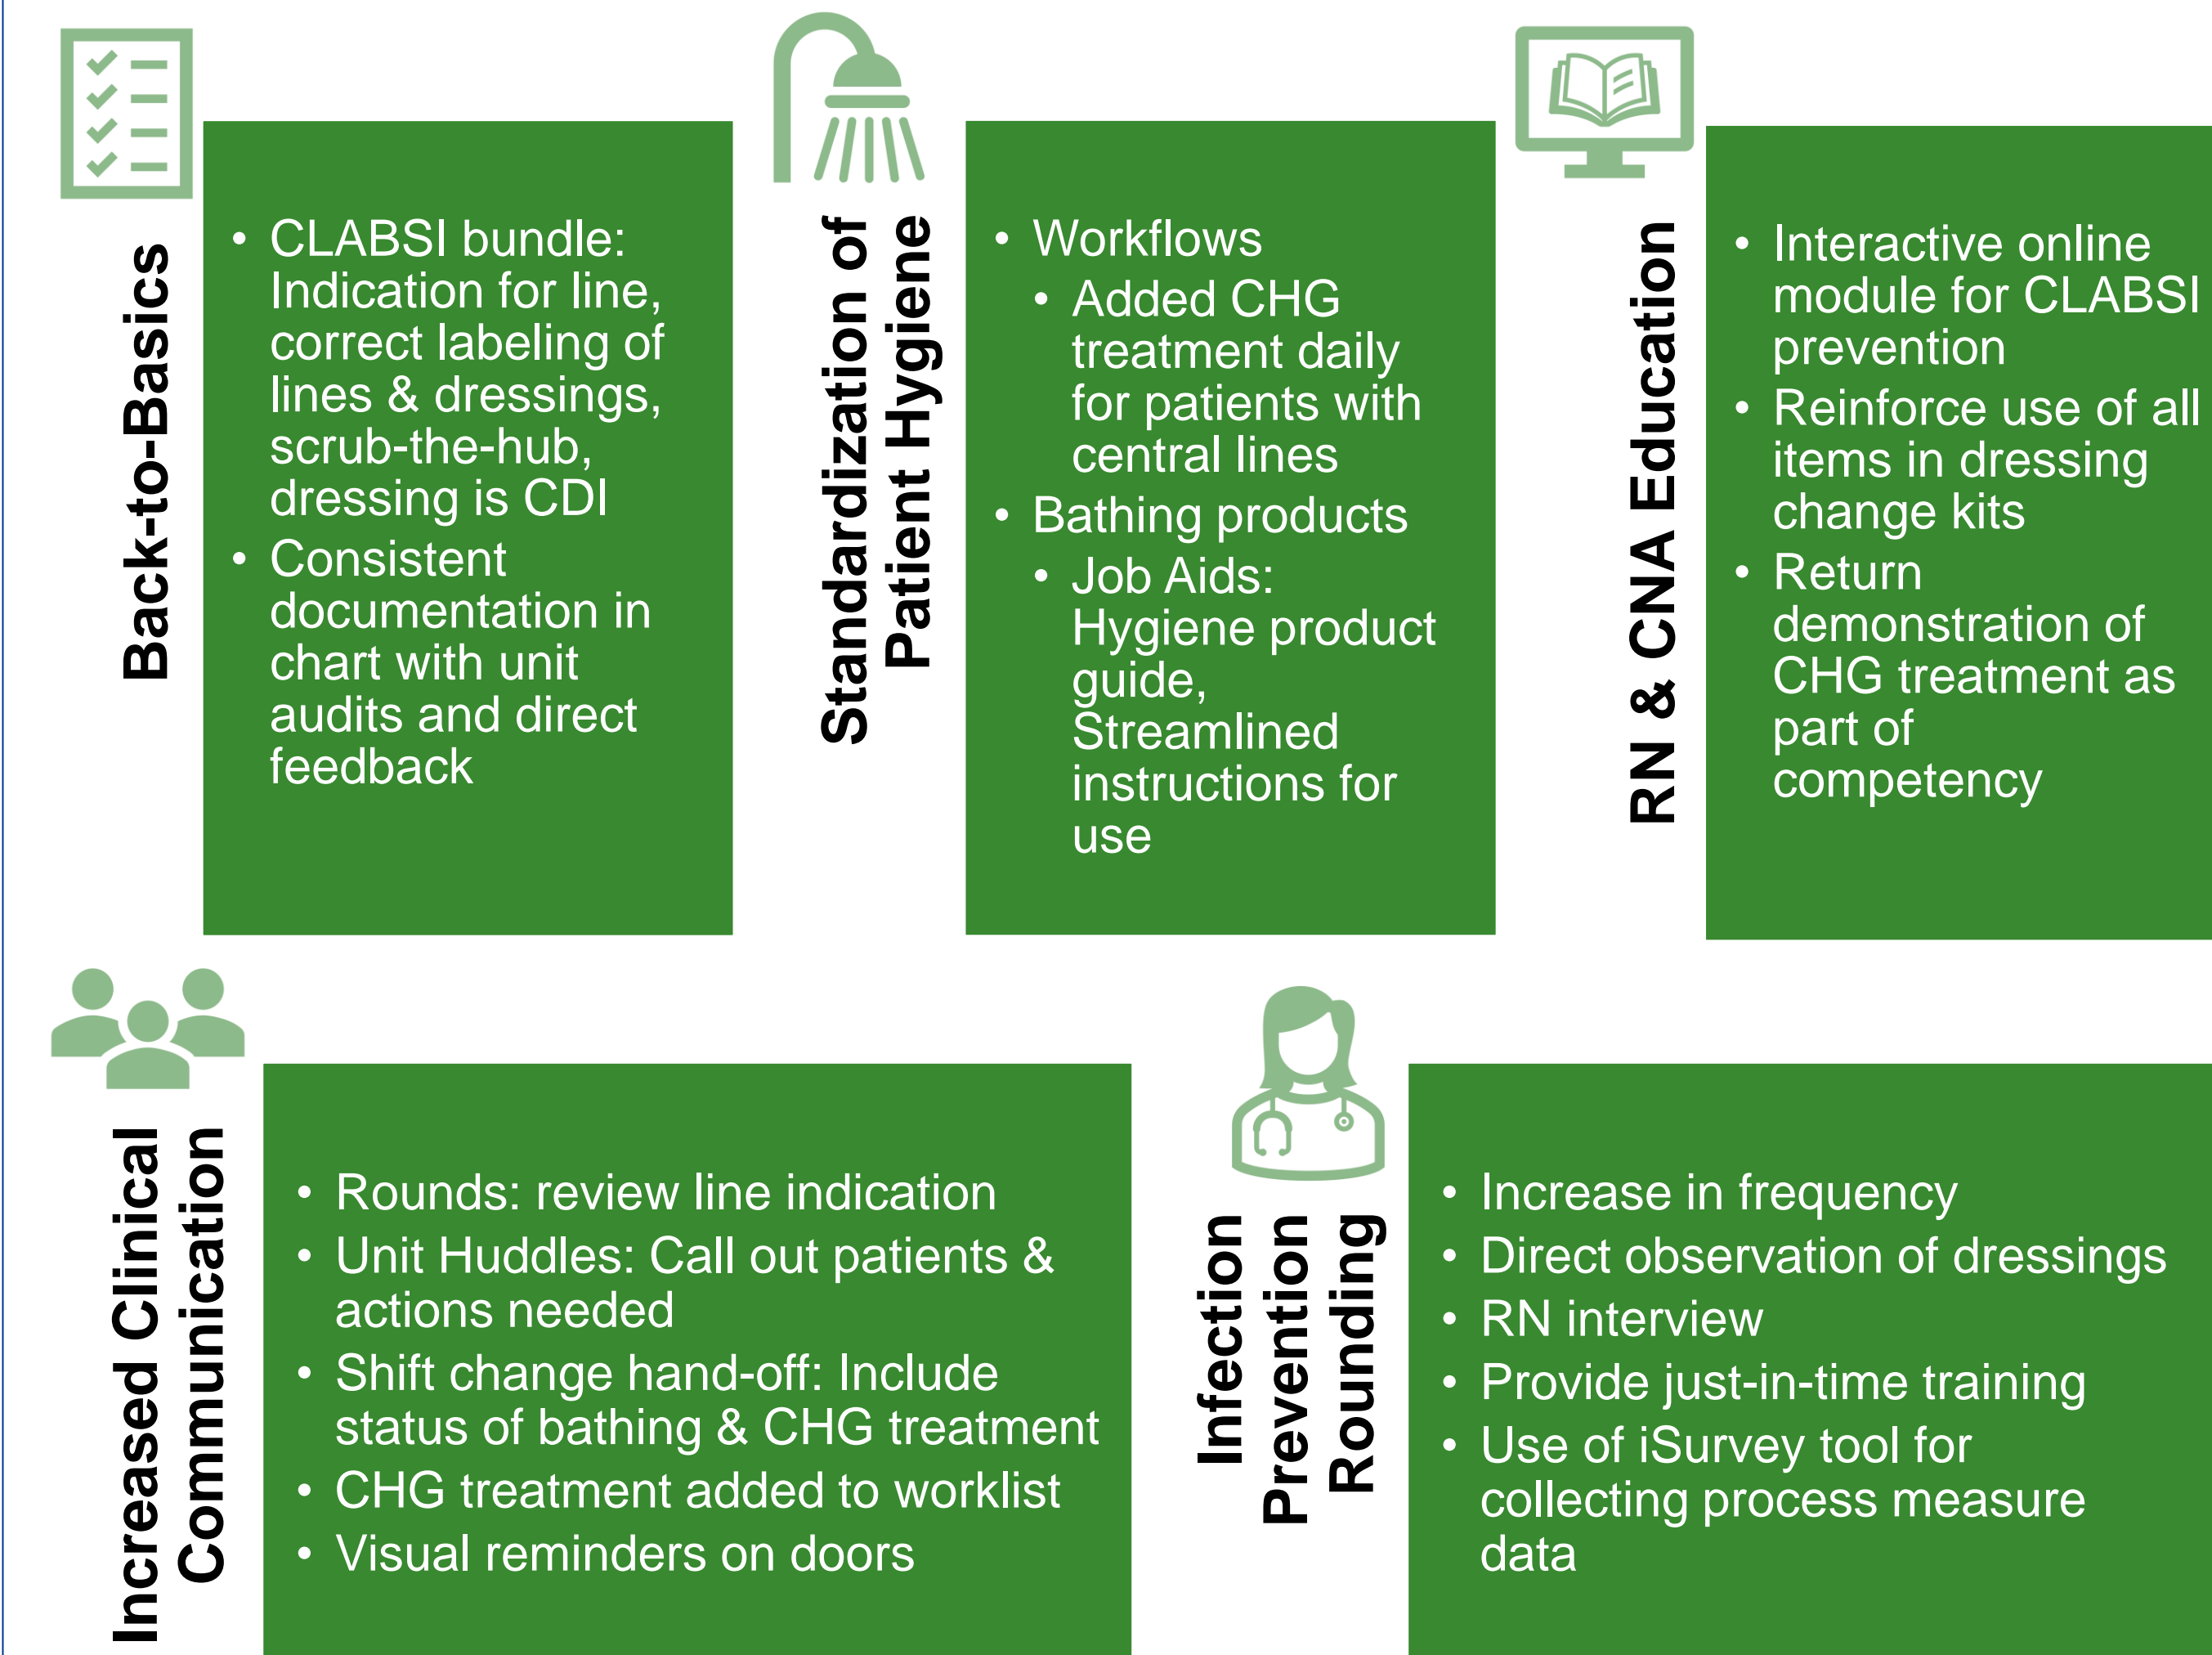 Back-to-Basics
• CLABSI bundle:
Indication for line,
correct labeling of
lines & dressings,
scrub-the-hub,
dressing is CDI
• Consistent
documentation in
chart with unit
audits and direct
feedback
Standardization of
Patient Hygiene
• Workflows
• Added CHG
treatment daily
for patients with
central lines
• Bathing products
• Job Aids:
Hygiene product
guide,
Streamlined
instructions for
use
RN & CNA Education
• Interactive online
module for CLABSI
prevention
• Reinforce use of all
items in dressing
change kits
• Return
demonstration of
CHG treatment as
part of
competency
Increased Clinical
Communication
• Rounds: review line indication
• Unit Huddles: Call out patients &
actions needed
• Shift change hand-off: Include
status of bathing & CHG treatment
• CHG treatment added to worklist
• Visual reminders on doors
Infection
Prevention
Rounding
• Increase in frequency
• Direct observation of dressings
• RN interview
• Provide just-in-time training
• Use of iSurvey tool for
collecting process measure
data